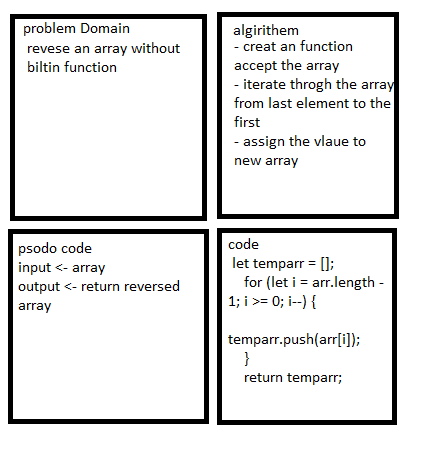 problem Domain
revese an array without
biltin function
algirithem
- creat an function
accept the array
- iterate throgh the array
from last element to the
first
- assign the vlaue to
new array
psodo code
input <- array
output <- return reversed
array
code
let temparr = [];
for (let i = arr.length -
1; i >= 0; i--) {
temparr.push(arr[i]);
}
return temparr;